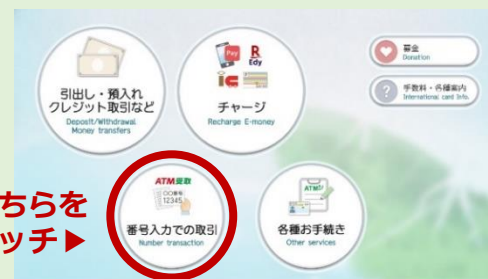 引出し・預入れ
クレジット取引など
Deposit/Withdrawal
Money transfers
Pay
R
Edy
ic
チャージ
Recharge E-money
募金
Donation
?
手数料・各種案内
International card Info.
ちらを
ッチ▶
ATM受取
○○番号
12345
番号入力での取引
Number transaction
ATM
各種お手続き
Other services